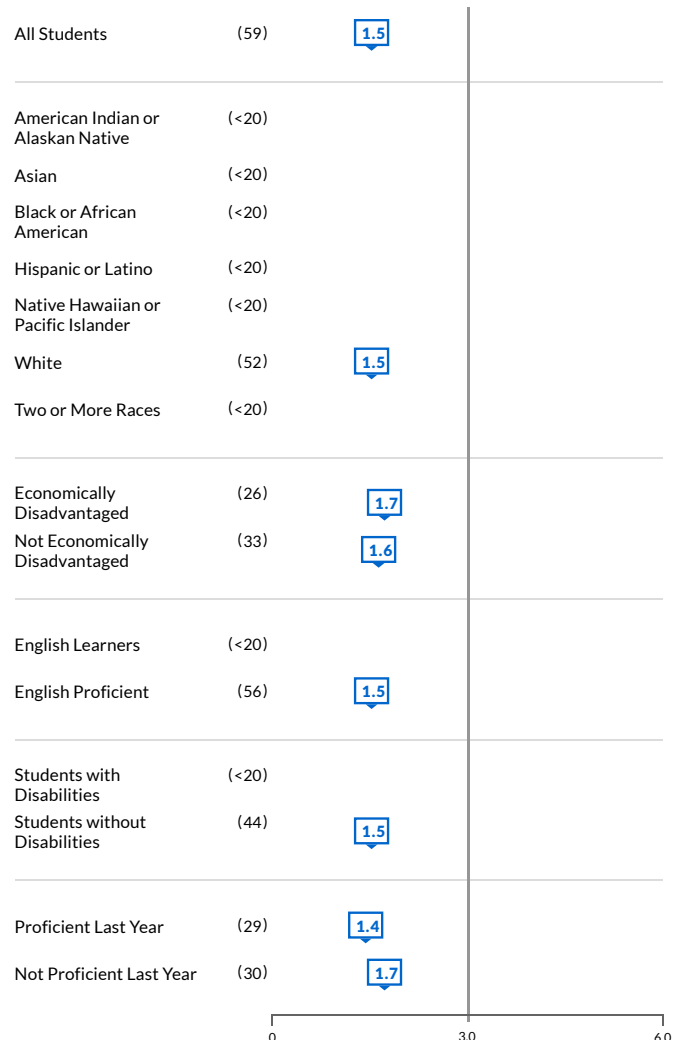 All Students (59) 1.5
American Indian or (<20)
Alaskan Native
Asian (<20)
Black or African (<20)
American
Hispanic or Latino (<20)
Native Hawaiian or (<20)
Pacific Islander
White (52) 1.5
Two or More Races (<20)
Economically (26) 1.7
Disadvantaged
Not Economically (33) 1.6
Disadvantaged
English Learners (<20)
English Proficient (56) 1.5
Students with (<20)
Disabilities
Students without (44) 1.5
Disabilities
Proficient Last Year (29) 1.4
Not Proficient Last Year (30) 1.7
0 3.0 6.0